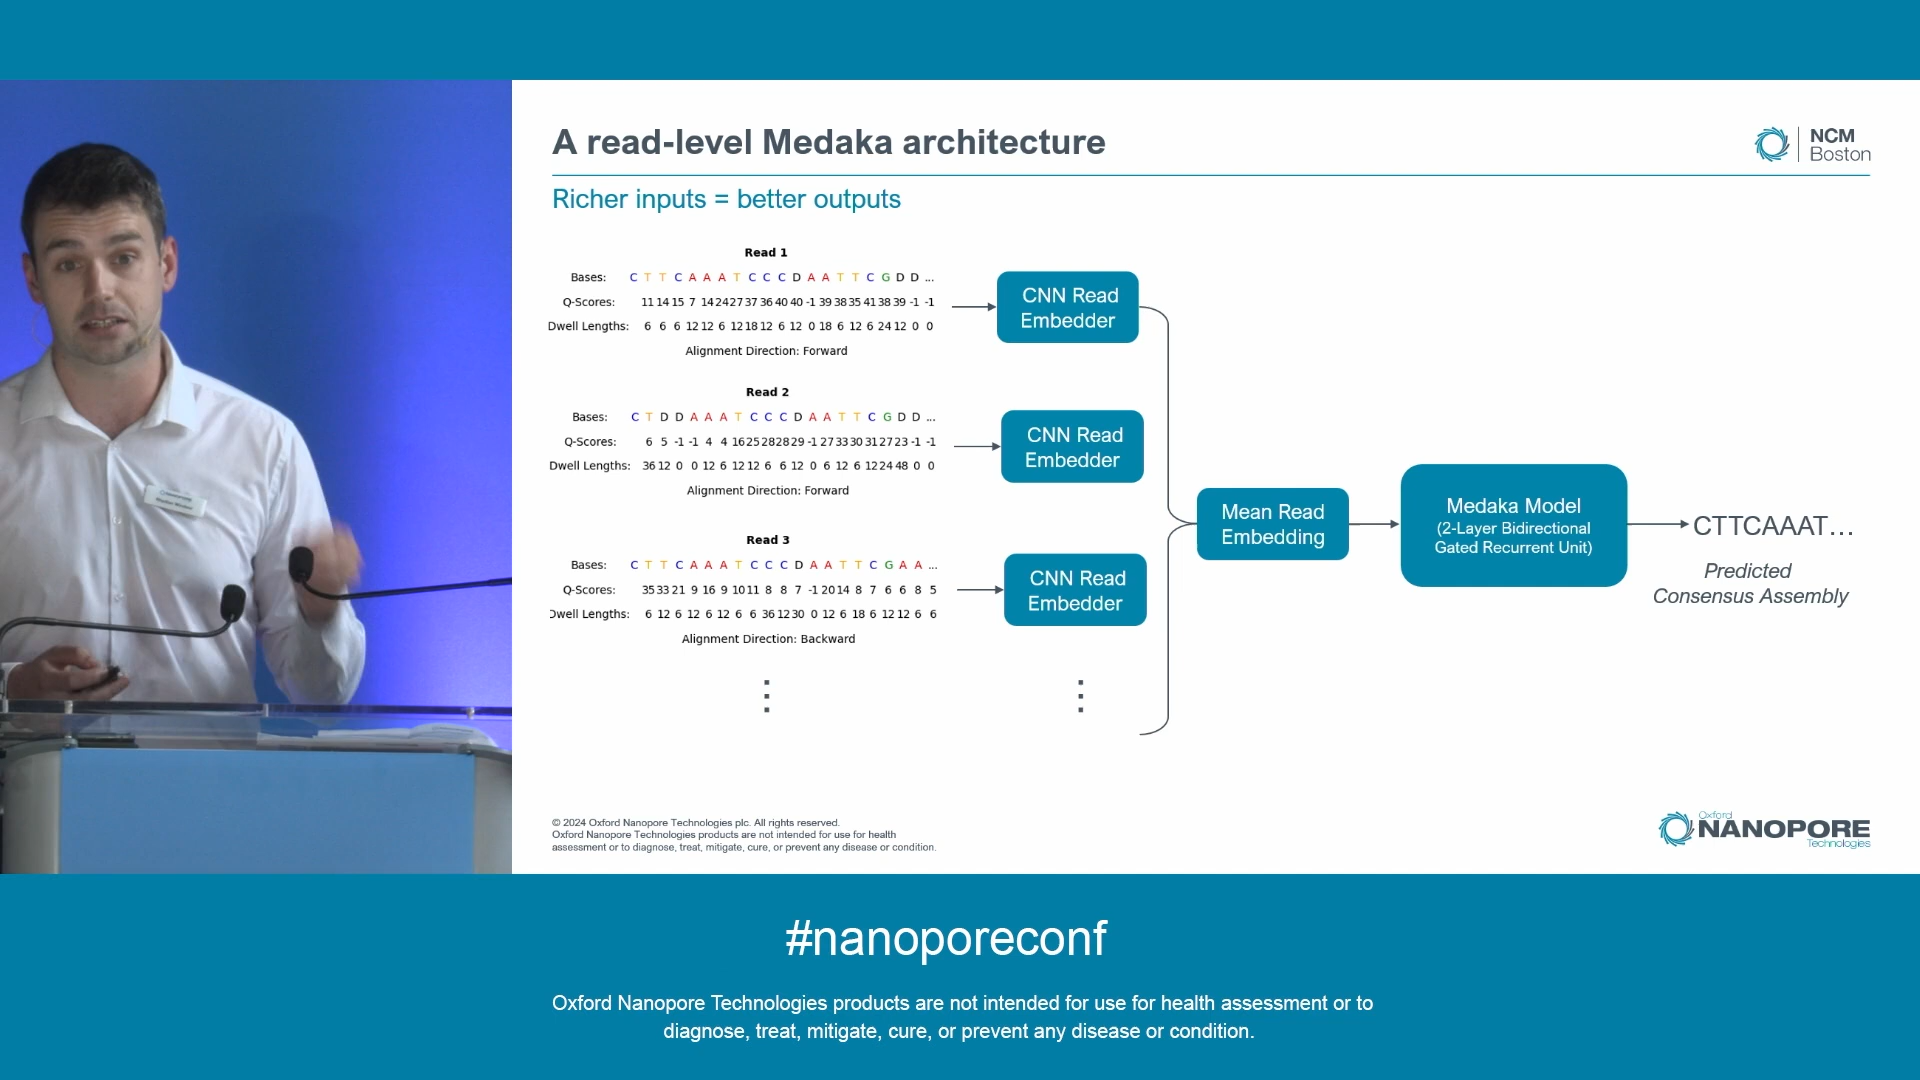 A read-level Medaka architecture
NCM
Boston
Richer inputs = better outputs
Read 1
Bases: C T T C A A A T C C C D A A T T C G D D ...
Q-Scores: 11 14 15 7 14 24 27 37 36 40 40 -1 39 38 35 41 38 39 -1 -1
Dwell Lengths: 6 6 6 12 12 6 12 18 12 6 12 0 18 6 12 6 24 12 0 0
Alignment Direction: Forward
CNN Read
Embedder
Read 2
Bases: C T D D A A A T C C C D A A T T C G D D ...
Q-Scores: 6 5 -1 -1 4 4 16 25 28 28 29 -1 27 33 30 31 27 23 -1 -1
Dwell Lengths: 36 12 0 0 12 6 12 12 6 6 12 0 6 12 6 12 24 48 0 0
Alignment Direction: Forward
CNN Read
Embedder
Read 3
Bases: C T T C A A A T C C C D A A T T C G A A ...
Q-Scores: 35 33 21 9 16 9 10 11 8 8 7 -1 20 14 8 7 6 6 8 5
Dwell Lengths: 6 12 6 12 6 12 6 6 36 12 30 0 12 6 18 6 12 12 6 6
Alignment Direction: Backward
CNN Read
Embedder
Mean Read
Embedding
Medaka Model
(2-Layer Bidirectional
Gated Recurrent Unit)
CTTCAAAT...
Predicted
Consensus Assembly
© 2024 Oxford Nanopore Technologies plc. All rights reserved.
Oxford Nanopore Technologies products are not intended for use for health
assessment or to diagnose, treat, mitigate, cure, or prevent any disease or condition.
Oxford
NANOPORE
Technologies
#nanoporeconf
Oxford Nanopore Technologies products are not intended for use for health assessment or to
diagnose, treat, mitigate, cure, or prevent any disease or condition.